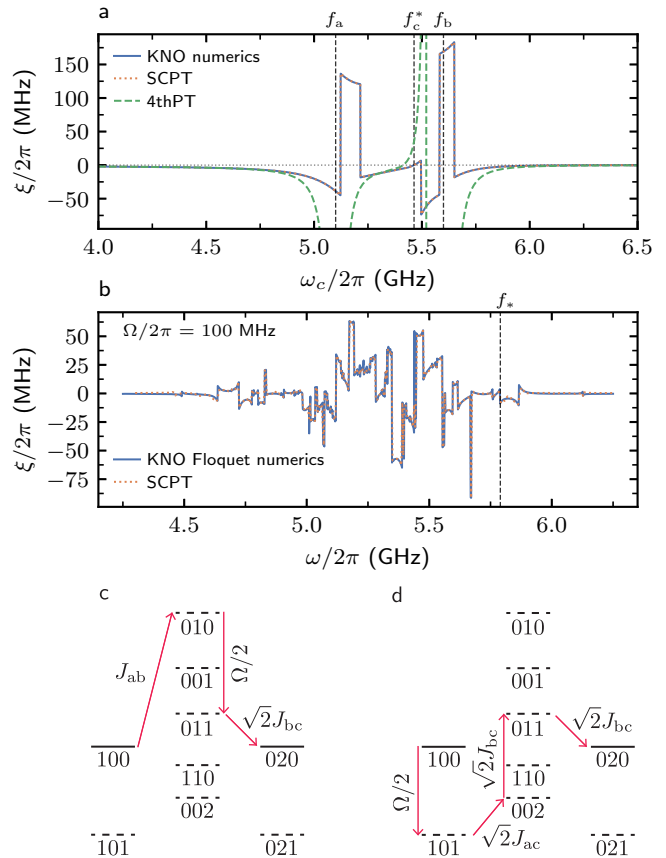 a
f_a
f_c^*
f_b
KNO numerics
SCPT
4thPT
ξ/2π (MHz)
150
100
50
0
−50
4.0
4.5
5.0
5.5
6.0
6.5
ω_c/2π (GHz)
b
f_*
Ω/2π = 100 MHz
KNO Floquet numerics
SCPT
ξ/2π (MHz)
50
25
0
−25
−50
−75
4.5
5.0
5.5
6.0
ω/2π (GHz)
c
010
J_ab
Ω/2
001
√2J_bc
011
100
020
110
002
101
021
d
010
001
√2J_bc
011
100
020
Ω/2
√2J_bc
110
002
√2J_ac
101
021